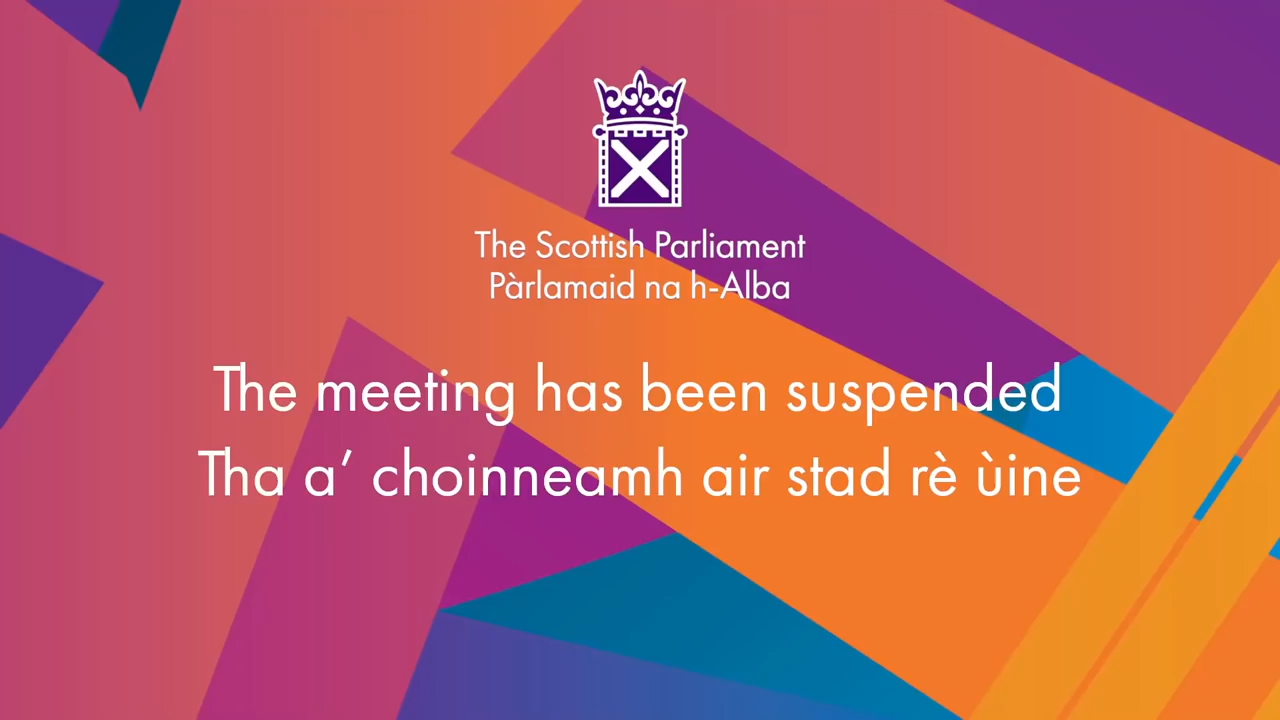 The Scottish Parliament
Pàrlamaid na h-Alba
The meeting has been suspended
Tha a’ choinneamh air stad rè ùine